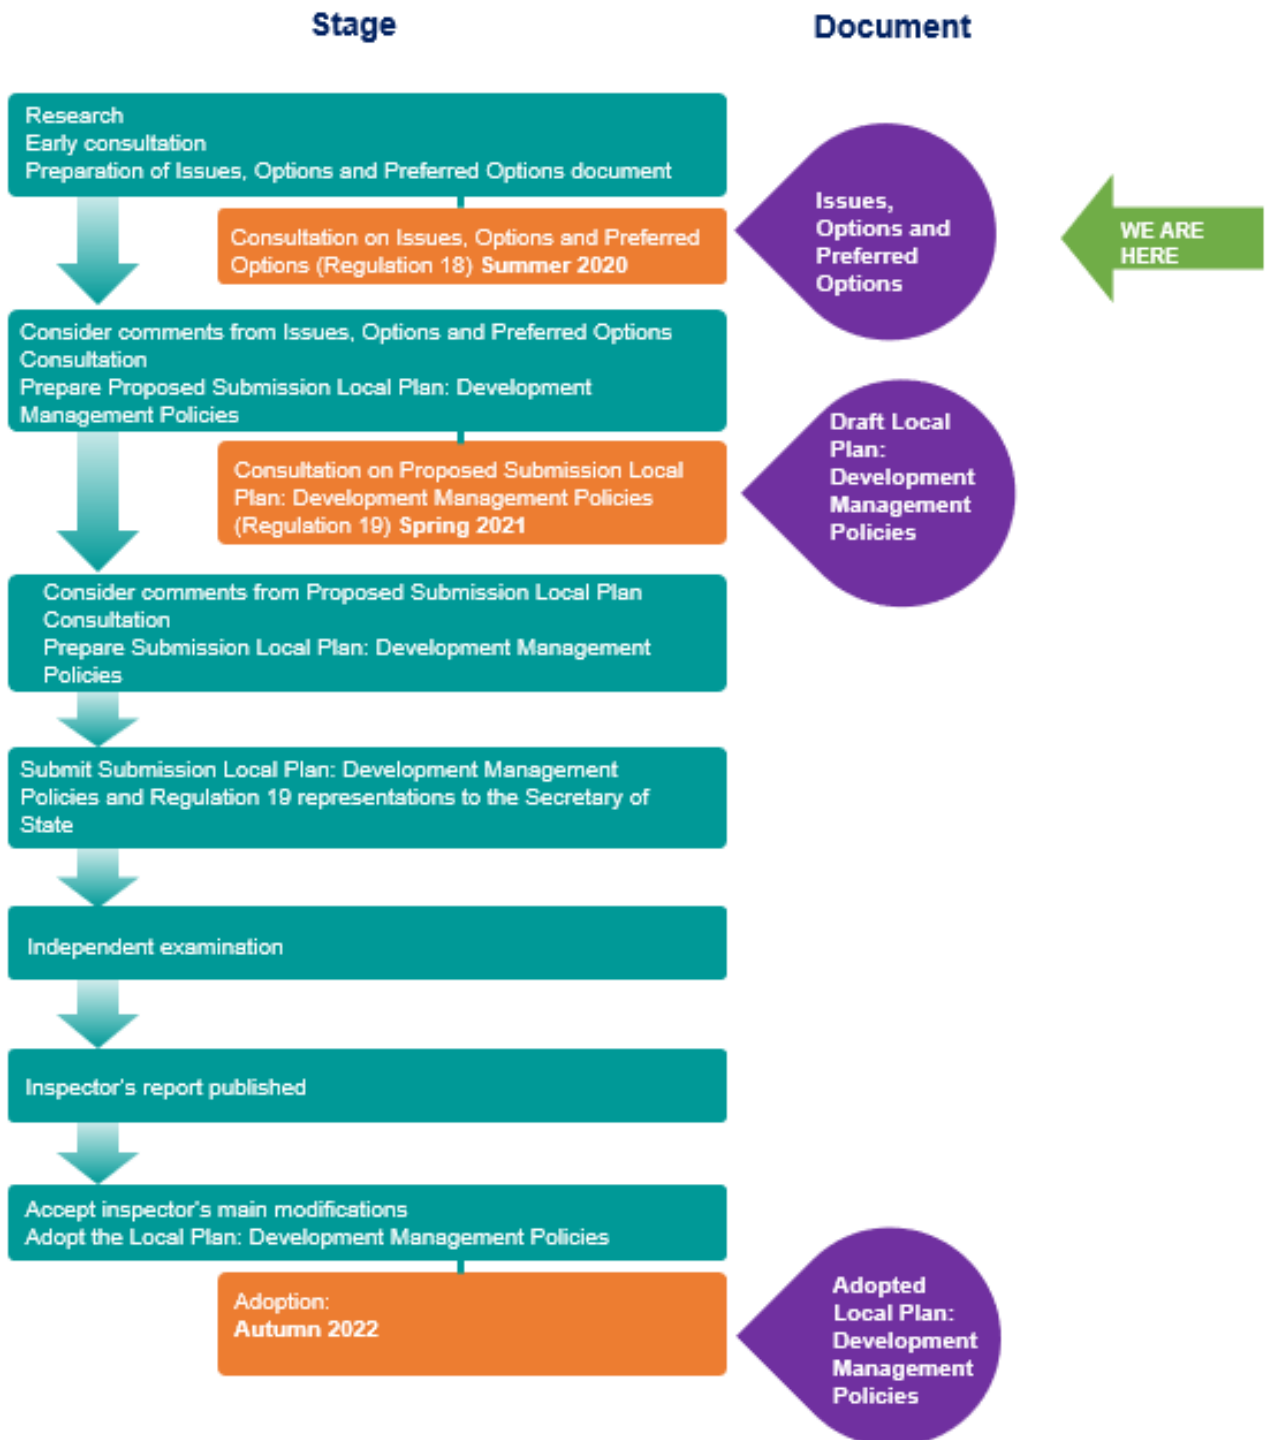 Stage
Document
Research
Early consultation
Preparation of Issues, Options and Preferred Options document
Consultation on Issues, Options and Preferred
Options (Regulation 18) Summer 2020
Issues,
Options and
Preferred
Options
WE ARE
HERE
Consider comments from Issues, Options and Preferred Options
Consultation
Prepare Proposed Submission Local Plan: Development
Management Policies
Consultation on Proposed Submission Local
Plan: Development Management Policies
(Regulation 19) Spring 2021
Draft Local
Plan:
Development
Management
Policies
Consider comments from Proposed Submission Local Plan
Consultation
Prepare Submission Local Plan: Development Management
Policies
Submit Submission Local Plan: Development Management
Policies and Regulation 19 representations to the Secretary of
State
Independent examination
Inspector's report published
Accept inspector's main modifications
Adopt the Local Plan: Development Management Policies
Adoption:
Autumn 2022
Adopted
Local Plan:
Development
Management
Policies